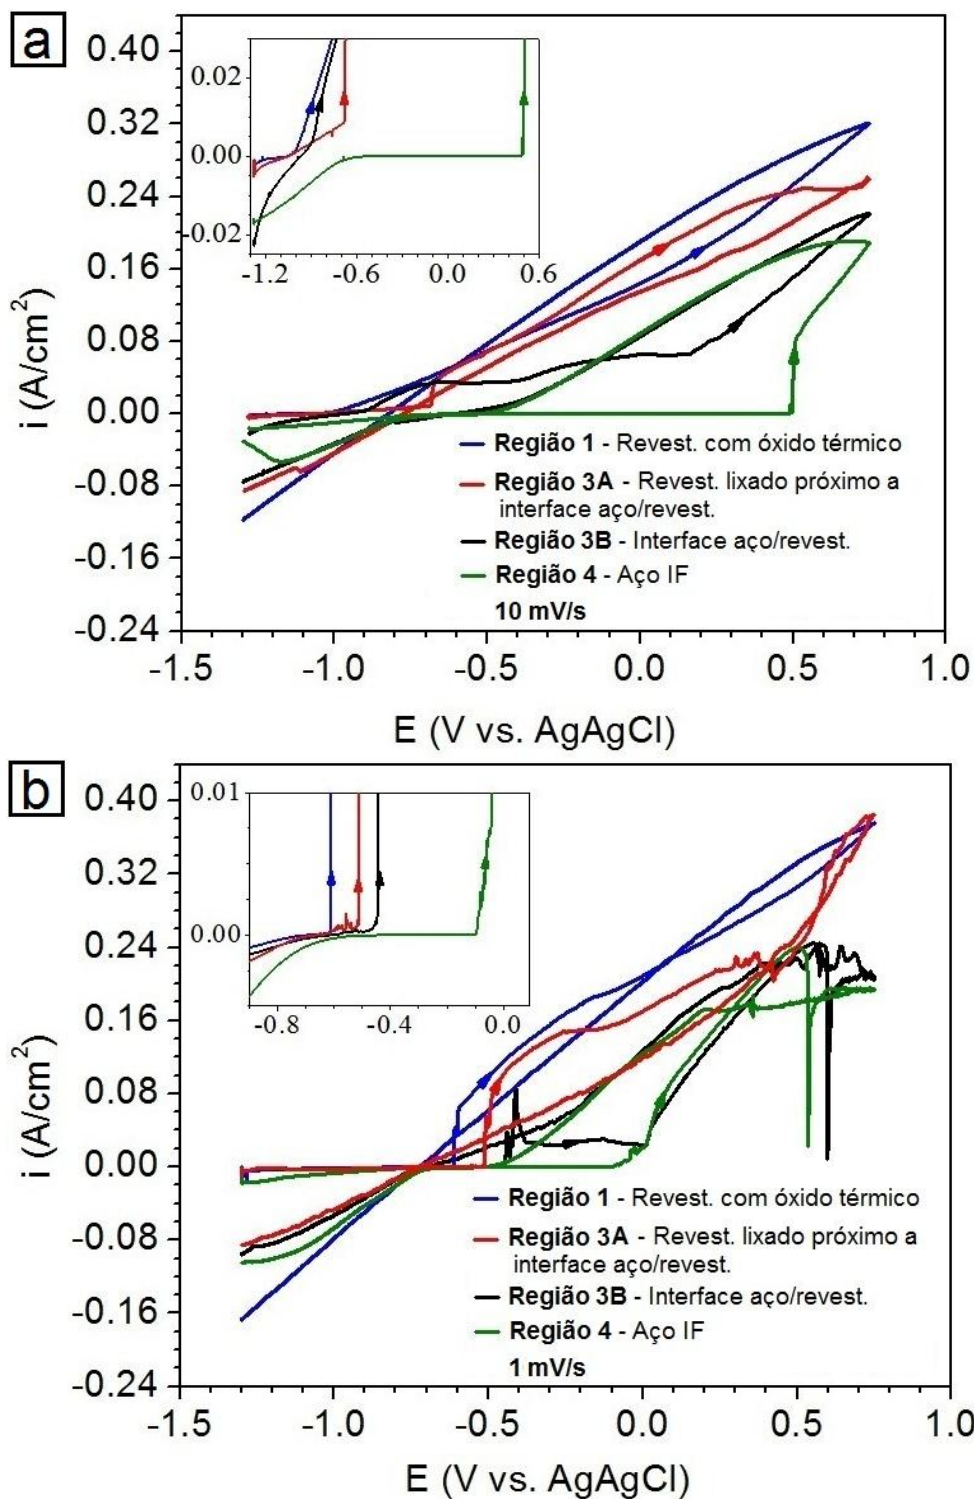 a
0.40
0.32
0.24
0.16
0.08
0.00
-0.08
-0.16
-0.24
i (A/cm²)
0.02
0.00
-0.02
-1.2 -0.6 0.0 0.6
Região 1 - Revest. com óxido térmico
Região 3A - Revest. lixado próximo a
interface aço/revest.
Região 3B - Interface aço/revest.
Região 4 - Aço IF
10 mV/s
-1.5 -1.0 -0.5 0.0 0.5 1.0
E (V vs. AgAgCl)
b
0.40
0.32
0.24
0.16
0.08
0.00
-0.08
-0.16
-0.24
i (A/cm²)
0.01
0.00
-0.8 -0.4 0.0
Região 1 - Revest. com óxido térmico
Região 3A - Revest. lixado próximo a
interface aço/revest.
Região 3B - Interface aço/revest.
Região 4 - Aço IF
1 mV/s
-1.5 -1.0 -0.5 0.0 0.5 1.0
E (V vs. AgAgCl)